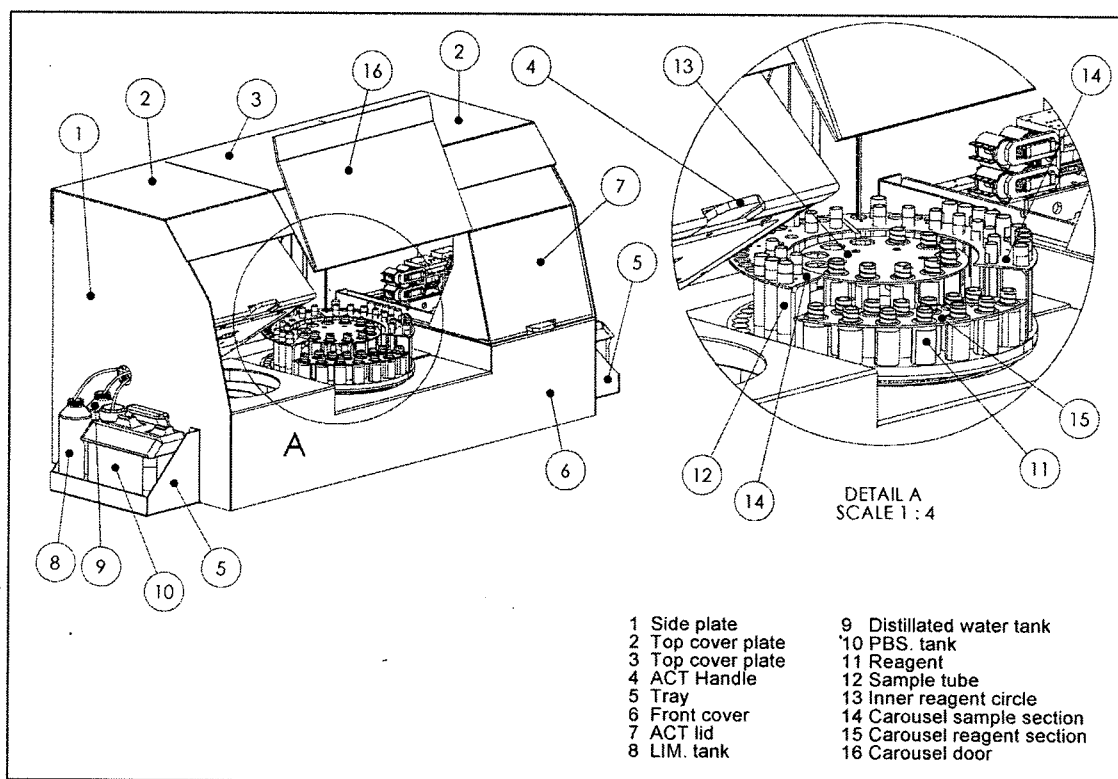 2
3
16
2
4
13
14
1
7
5
A
6
12
14
15
11
DETAIL A
SCALE 1 : 4
8
9
10
5
1 Side plate
2 Top cover plate
3 Top cover plate
4 ACT Handle
5 Tray
6 Front cover
7 ACT lid
8 LIM. tank
9 Distillated water tank
10 PBS. tank
11 Reagent
12 Sample tube
13 Inner reagent circle
14 Carousel sample section
15 Carousel reagent section
16 Carousel door